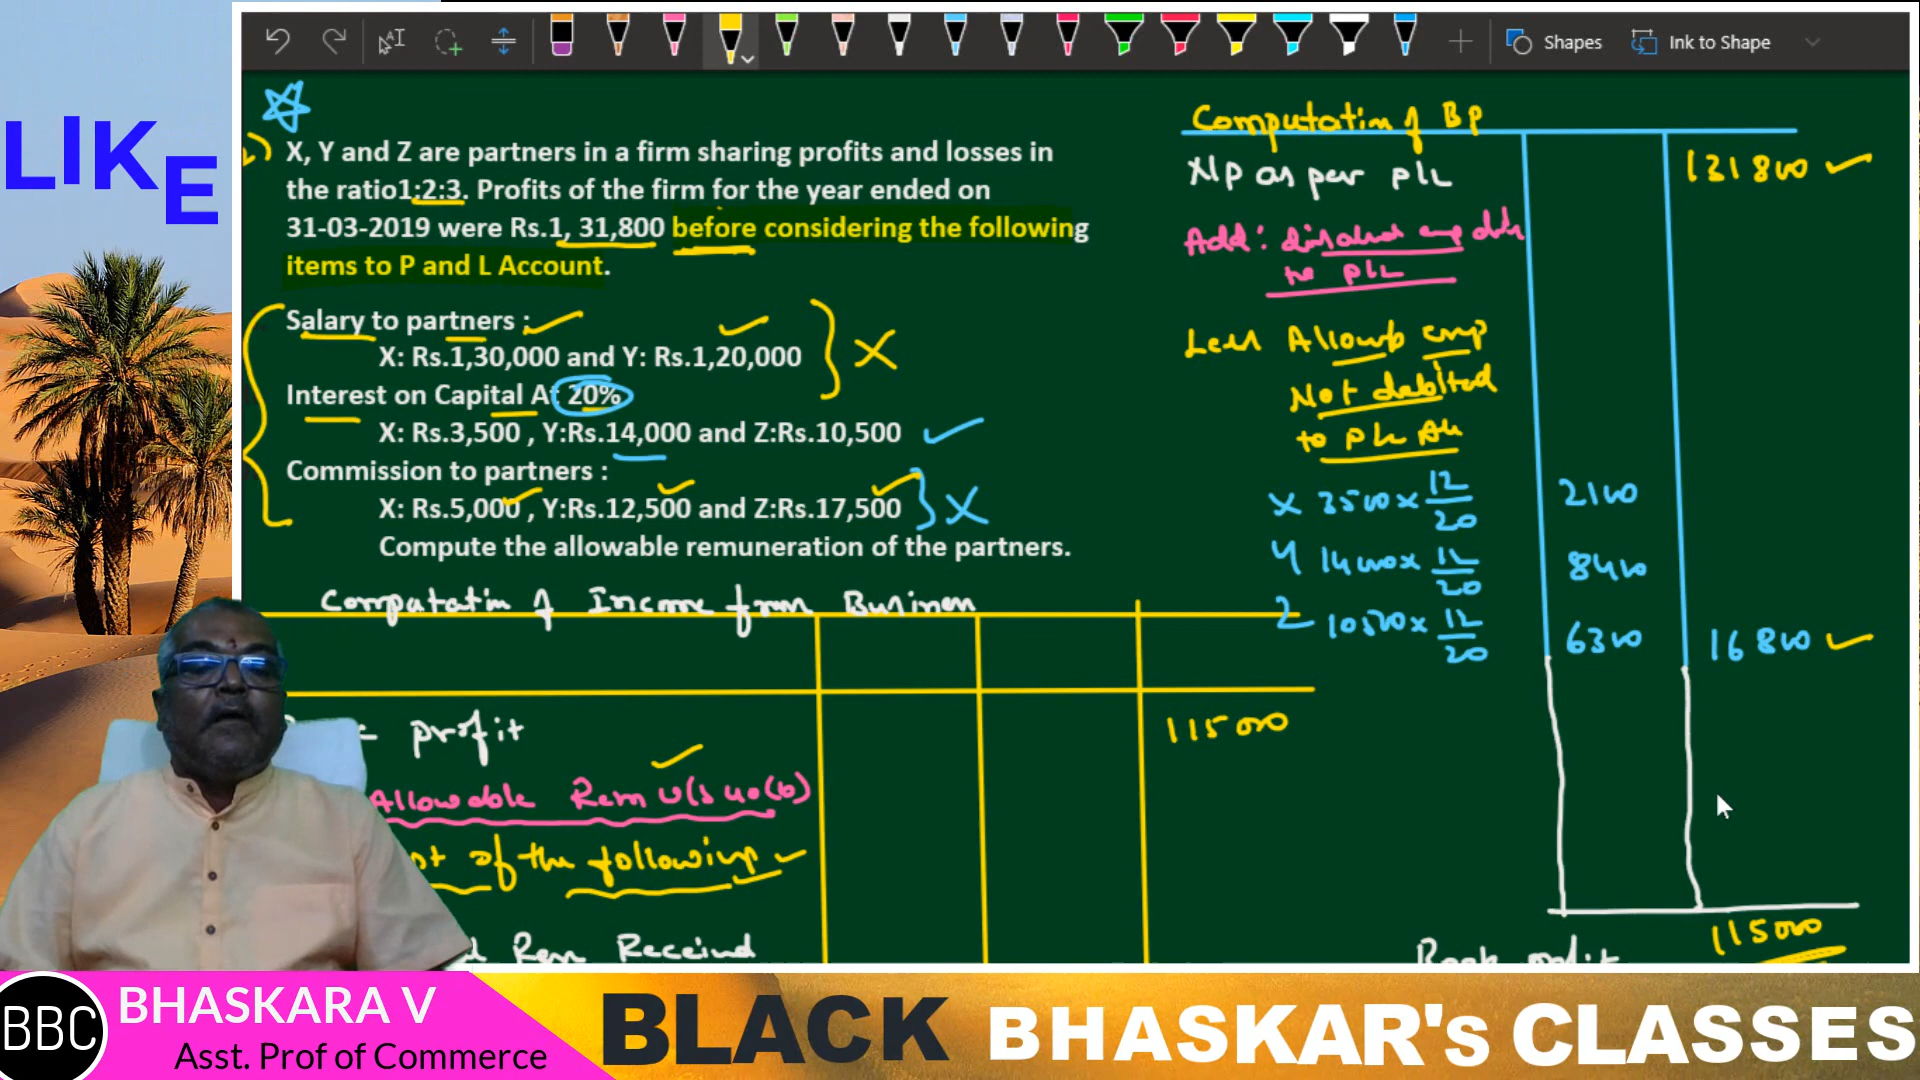 LIKE
Shapes
Ink to Shape
2)
X, Y and Z are partners in a firm sharing profits and losses in
the ratio1:2:3. Profits of the firm for the year ended on
31-03-2019 were Rs.1, 31,800 before considering the following
items to P and L Account.
Salary to partners :
X: Rs.1,30,000 and Y: Rs.1,20,000
X
Interest on Capital At 20%
X: Rs.3,500 , Y:Rs.14,000 and Z:Rs.10,500
Commission to partners :
X: Rs.5,000 , Y:Rs.12,500 and Z:Rs.17,500
X
Compute the allowable remuneration of the partners.
Computation of BP
Np as per P/L
131800
Add: disallowed exp debt
to P/L
Less Allowb exp
Not debited
to P/L A/c
X 3500 x 12/20 2100
Y 14000 x 12/20 8400
Z 10500 x 12/20 6300 16800
115000
Computation of Income from Business
profit 115000
Allowable Rem u/s 40(b)
of the following
Rem Received
BBC
BHASKARA V
Asst. Prof of Commerce
BLACK BHASKAR's CLASSES